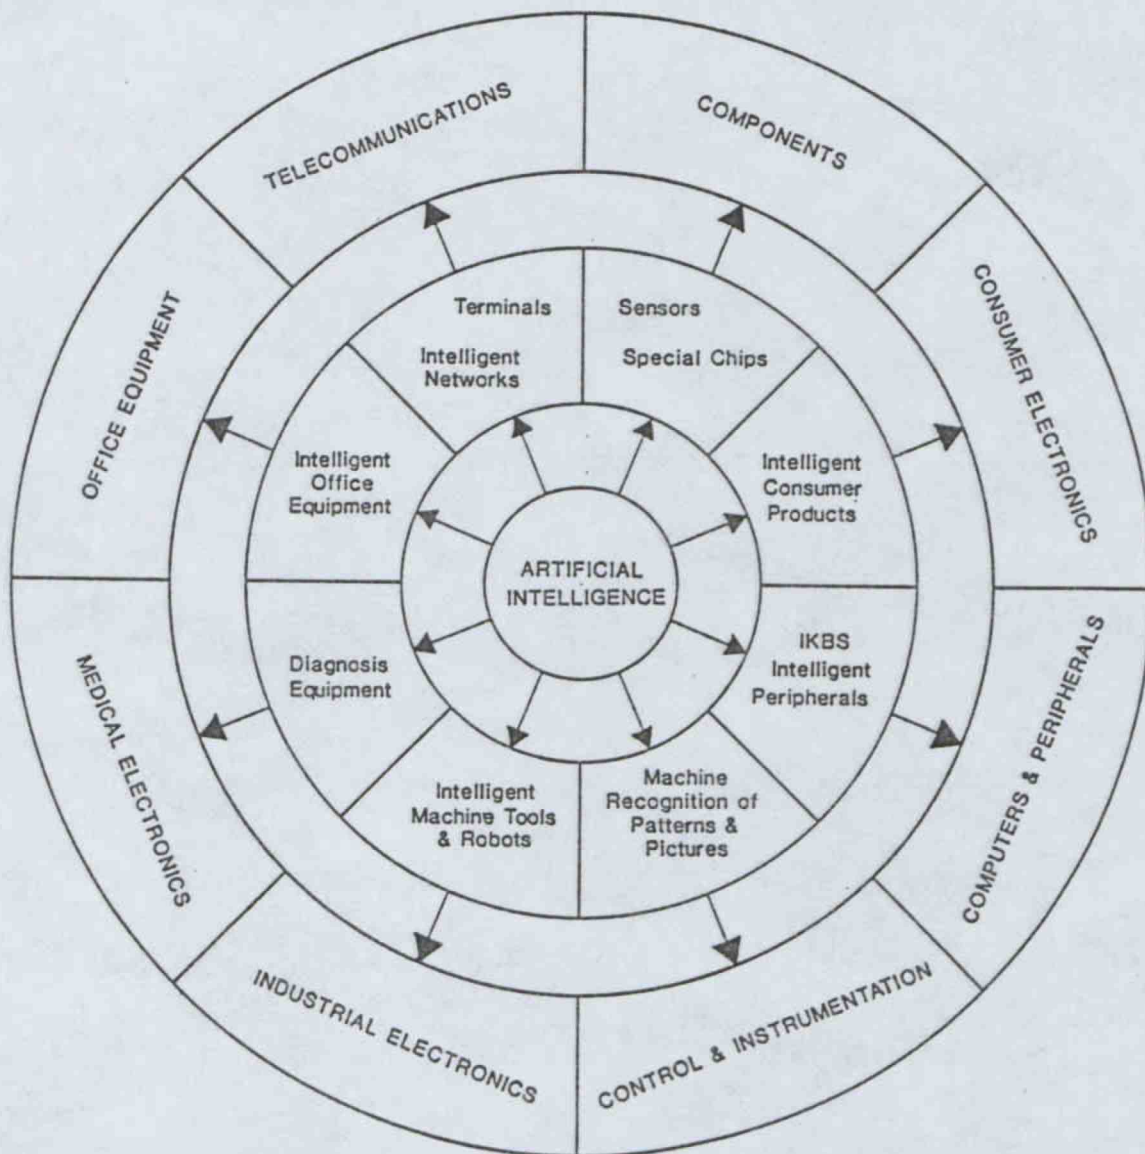 TELECOMMUNICATIONS
COMPONENTS
CONSUMER ELECTRONICS
COMPUTERS & PERIPHERALS
CONTROL & INSTRUMENTATION
INDUSTRIAL ELECTRONICS
MEDICAL ELECTRONICS
OFFICE EQUIPMENT
Terminals
Intelligent
Networks
Sensors
Special Chips
Intelligent
Consumer
Products
IKBS
Intelligent
Peripherals
Machine
Recognition of
Patterns &
Pictures
Intelligent
Machine Tools
& Robots
Diagnosis
Equipment
Intelligent
Office
Equipment
ARTIFICIAL
INTELLIGENCE